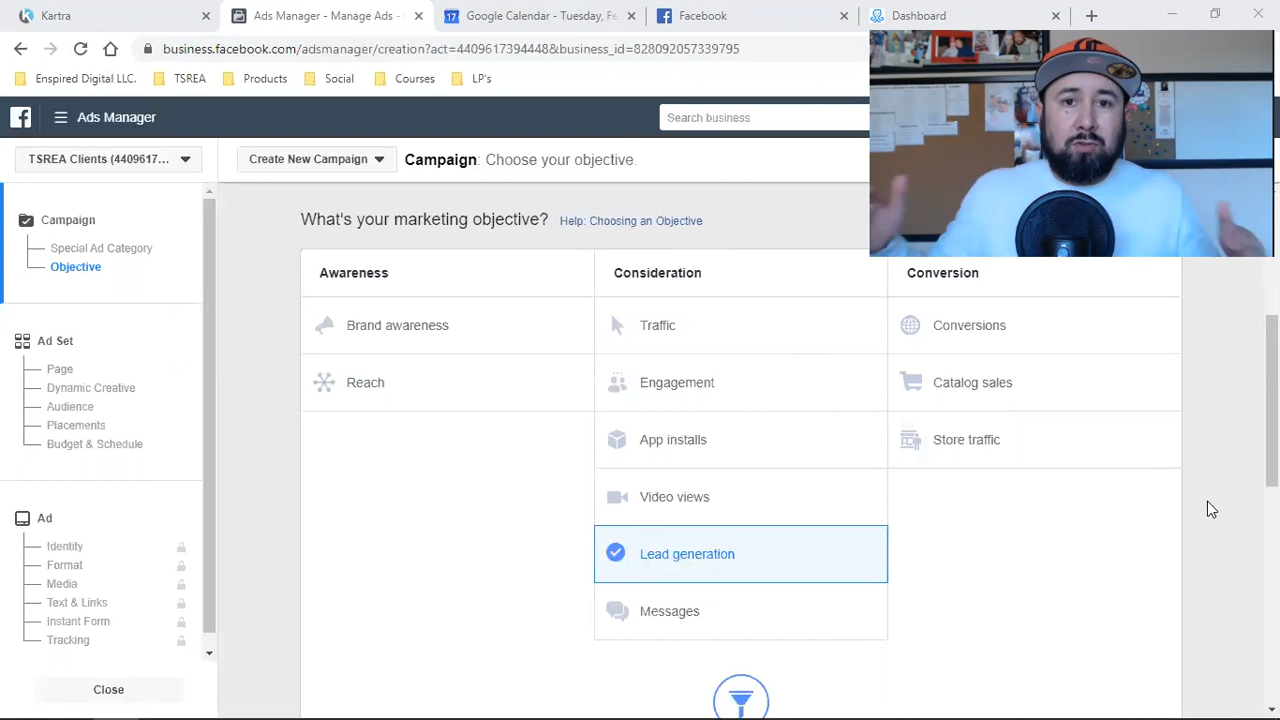 Kartra
Ads Manager - Manage Ads -
Google Calendar - Tuesday, Fe
Facebook
Dashboard
business.facebook.com/adsmanager/creation?act=4409617394448&business_id=828092057339795
Enspired Digital LLC.
TSREA
Products
Social
Courses
LP's
Ads Manager
Search business
TSREA Clients (4409617...
Create New Campaign
Campaign: Choose your objective.
Campaign
Special Ad Category
Objective
Ad Set
Page
Dynamic Creative
Audience
Placements
Budget & Schedule
Ad
Identity
Format
Media
Text & Links
Instant Form
Tracking
Close
What's your marketing objective? Help: Choosing an Objective
Awareness
Consideration
Conversion
Brand awareness
Traffic
Conversions
Reach
Engagement
Catalog sales
App installs
Store traffic
Video views
Lead generation
Messages